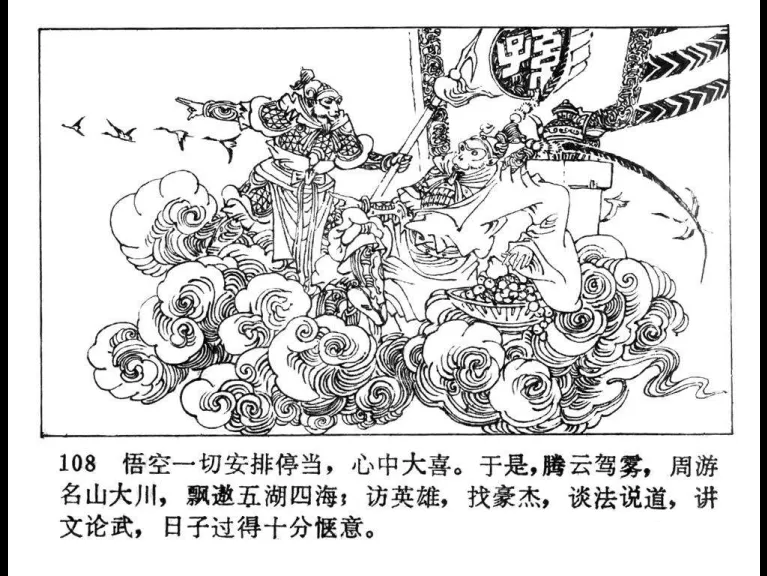 108 悟空一切安排停当，心中大喜。于是，腾云驾雾，周游
名山大川，飘遨五湖四海；访英雄，找豪杰，谈法说道，讲
文论武，日子过得十分惬意。